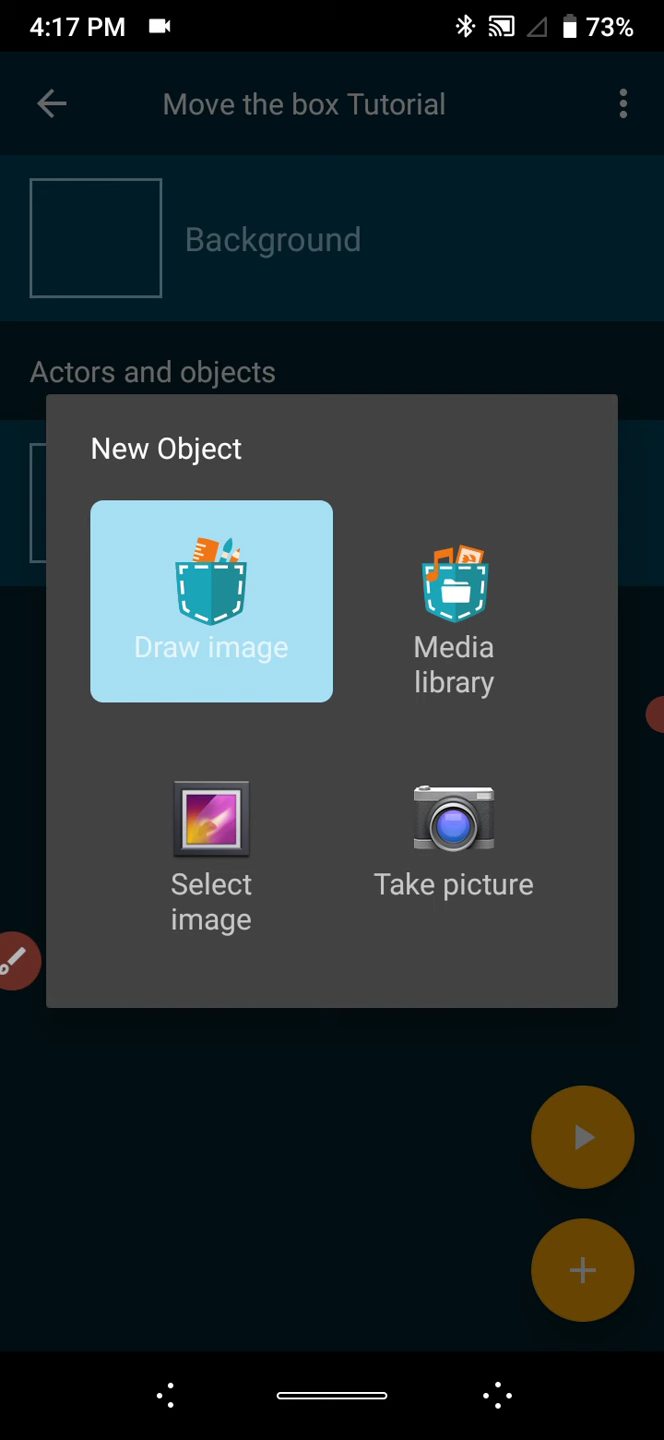 4:17 PM
73%
Move the box Tutorial
Background
Actors and objects
New Object
Draw image
Media
library
Select
image
Take picture